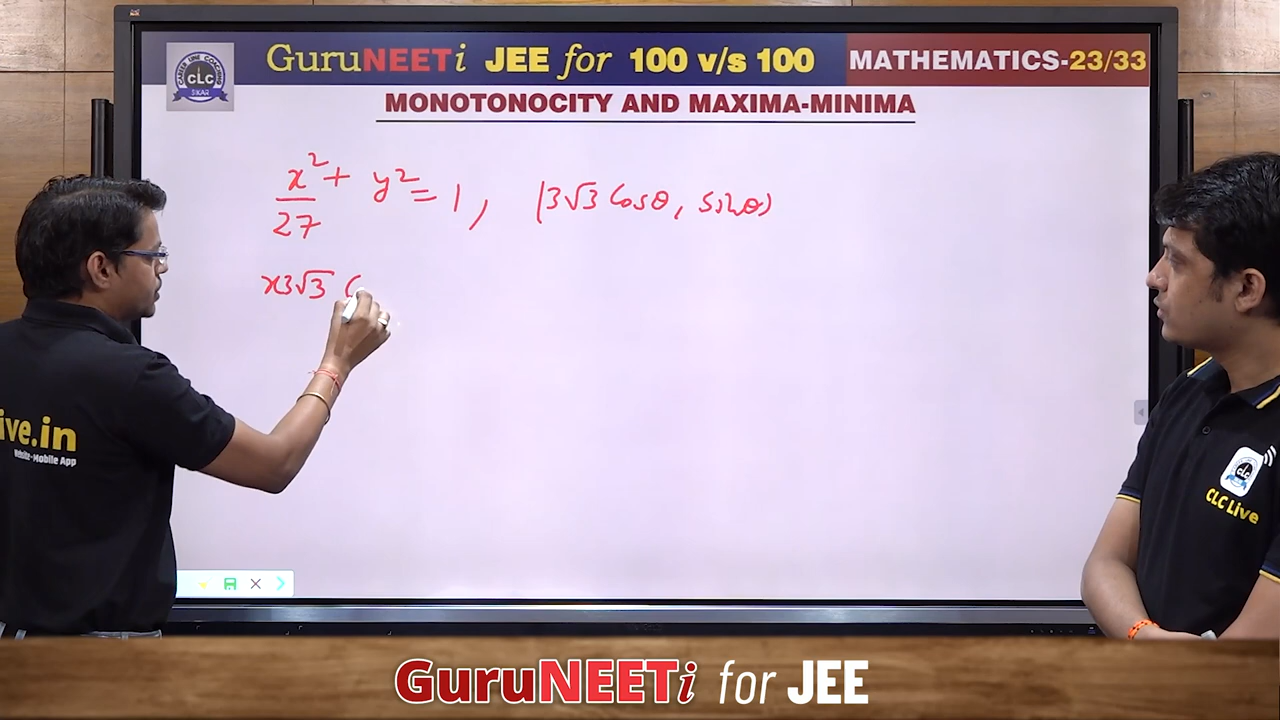 GuruNEETi JEE for 100 v/s 100 MATHEMATICS-23/33
CLC
SIKAR
MONOTONOCITY AND MAXIMA-MINIMA
x²/27 + y² = 1, (3√3 Cosθ, Sinθ)
x3√3 C
ive.in
Website-Mobile App
CLC
CLC Live
GuruNEETi for JEE